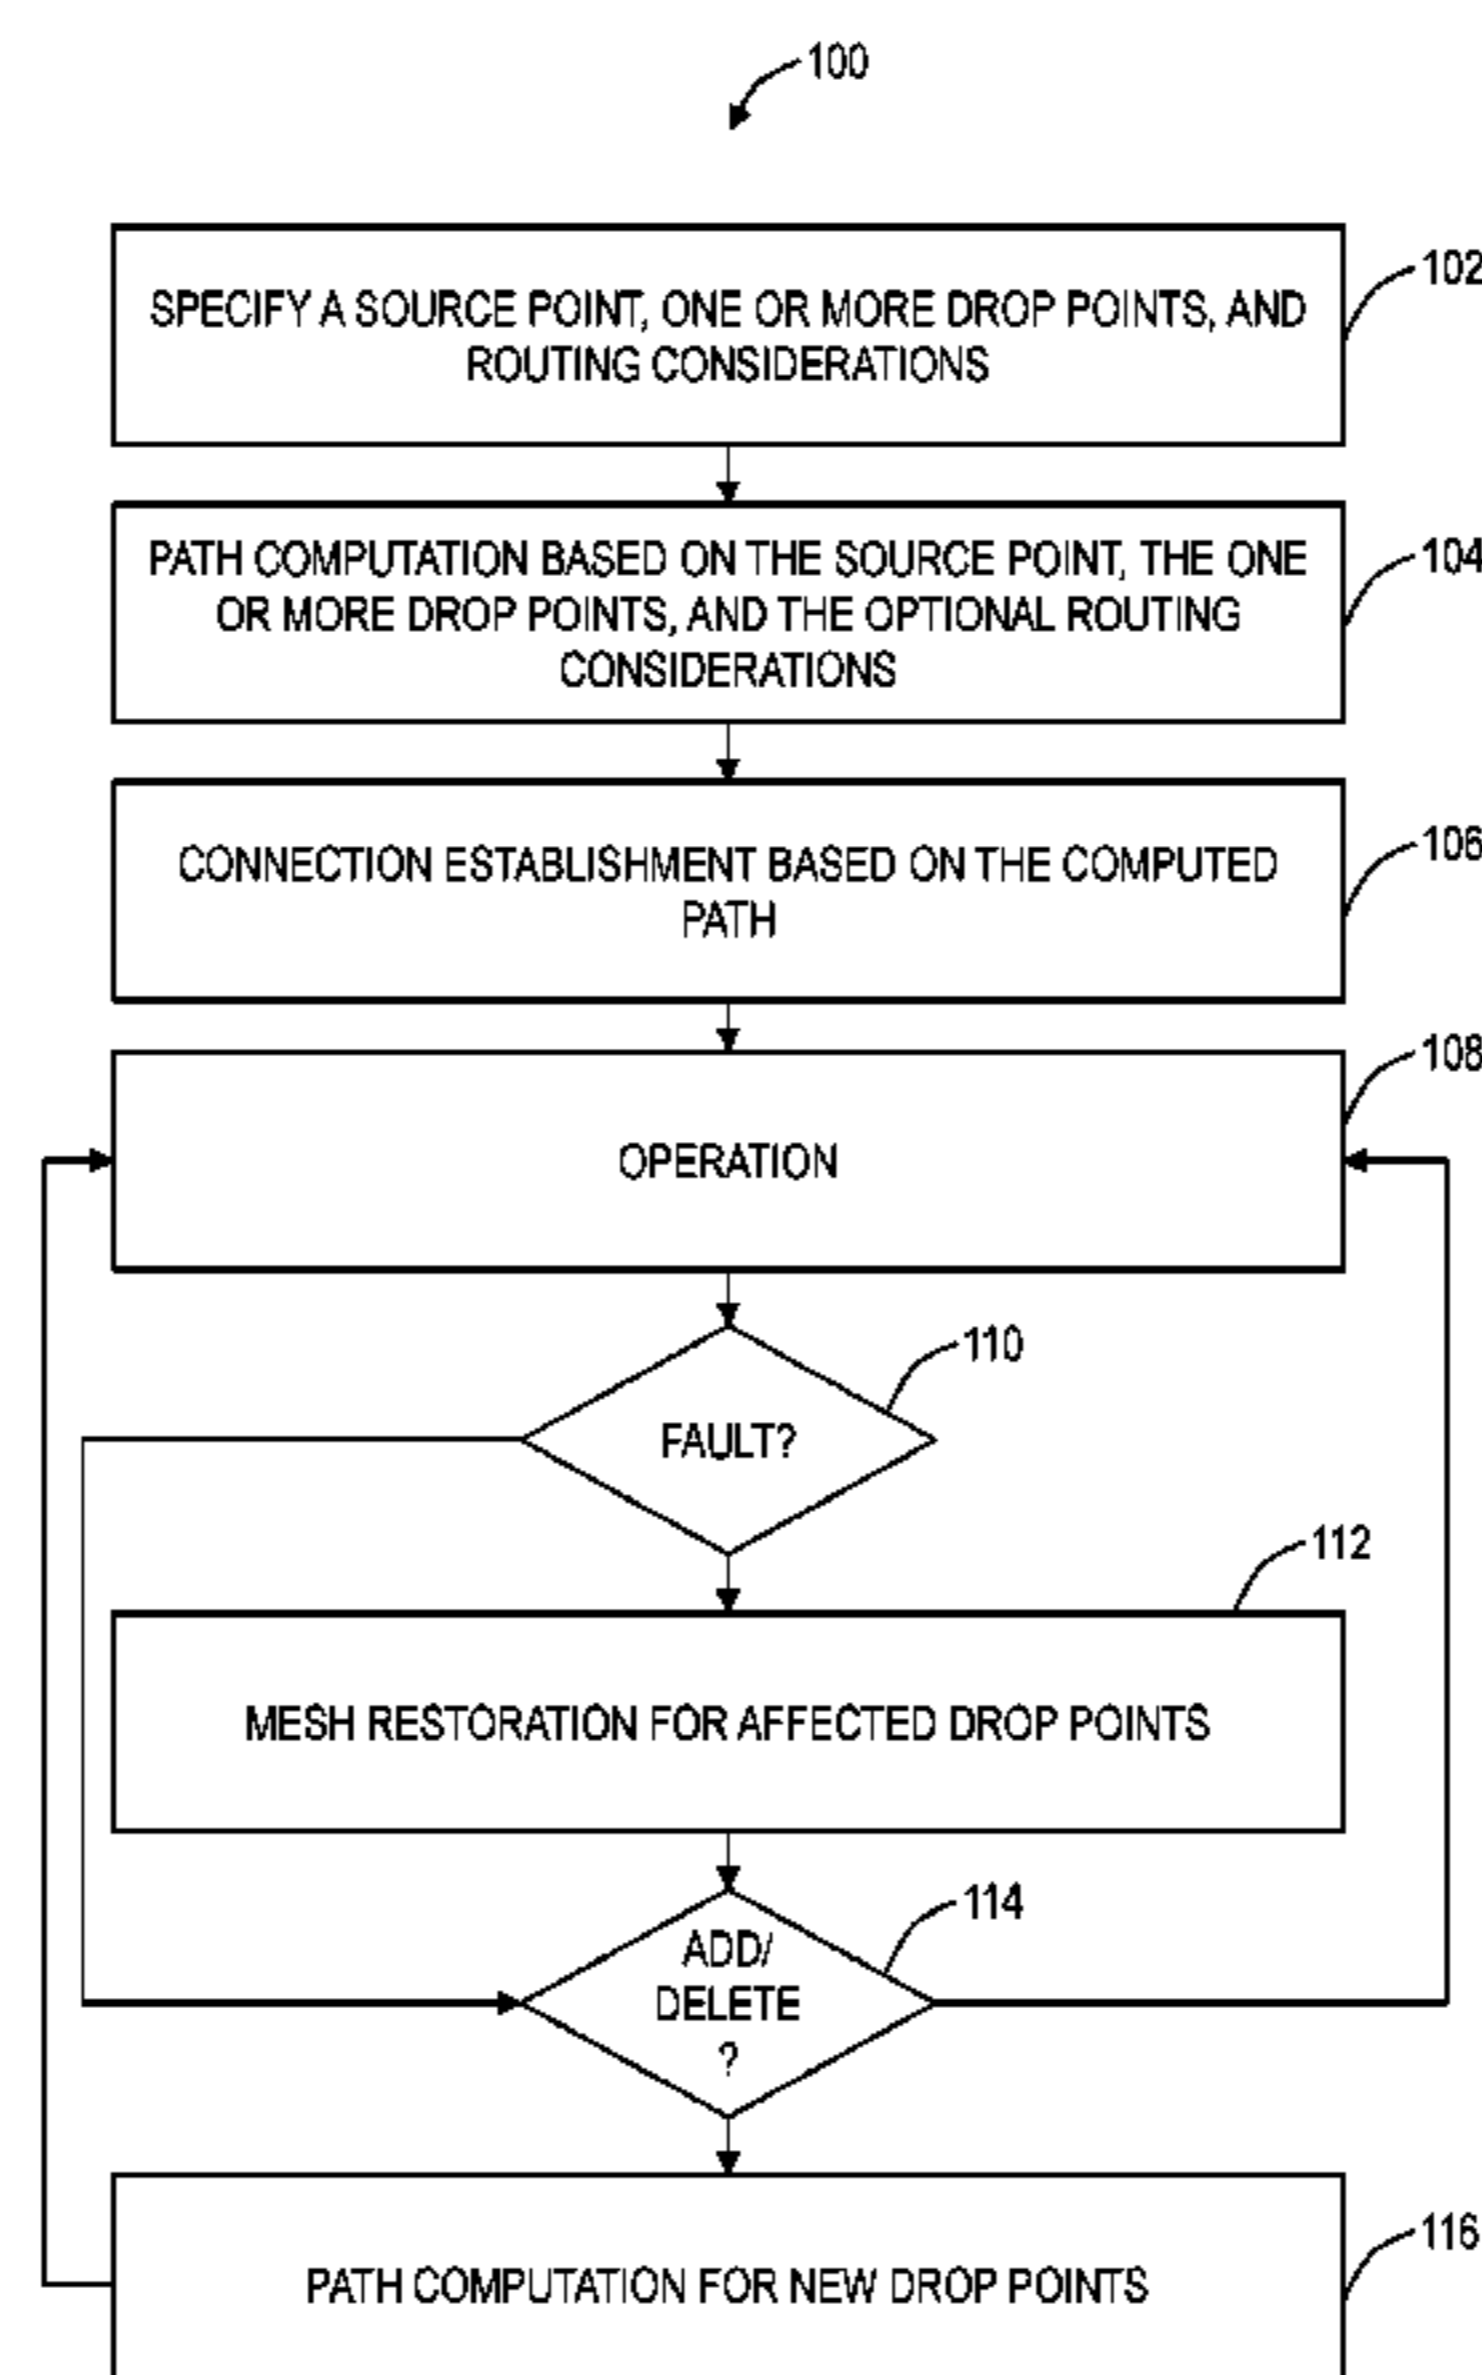 100
SPECIFY A SOURCE POINT, ONE OR MORE DROP POINTS, AND
ROUTING CONSIDERATIONS
102
PATH COMPUTATION BASED ON THE SOURCE POINT, THE ONE
OR MORE DROP POINTS, AND THE OPTIONAL ROUTING
CONSIDERATIONS
104
CONNECTION ESTABLISHMENT BASED ON THE COMPUTED
PATH
106
OPERATION
108
FAULT?
110
MESH RESTORATION FOR AFFECTED DROP POINTS
112
ADD/
DELETE
?
114
PATH COMPUTATION FOR NEW DROP POINTS
116